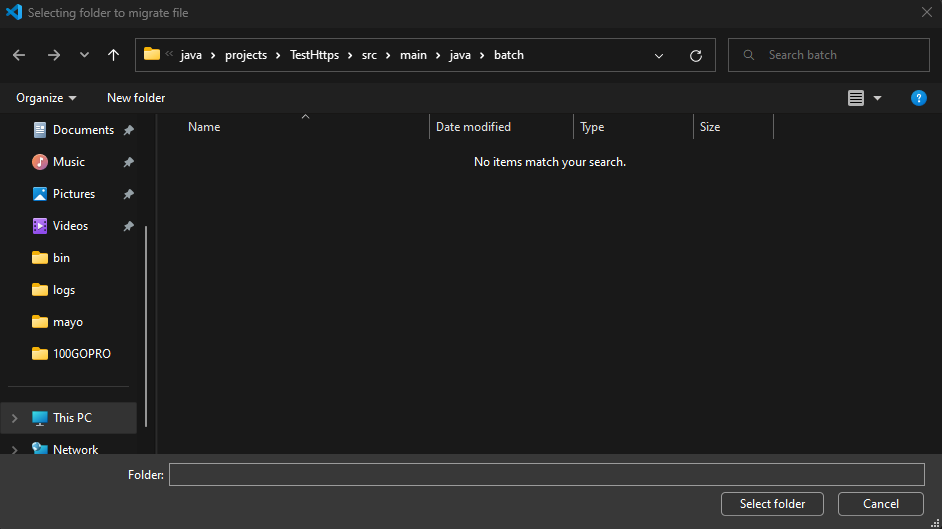 Selecting folder to migrate file
« java › projects › TestHttps › src › main › java › batch
Search batch
Organize
New folder
?
Name
Date modified
Type
Size
No items match your search.
Documents
Music
Pictures
Videos
bin
logs
mayo
100GOPRO
This PC
Network
Folder:
Select folder
Cancel